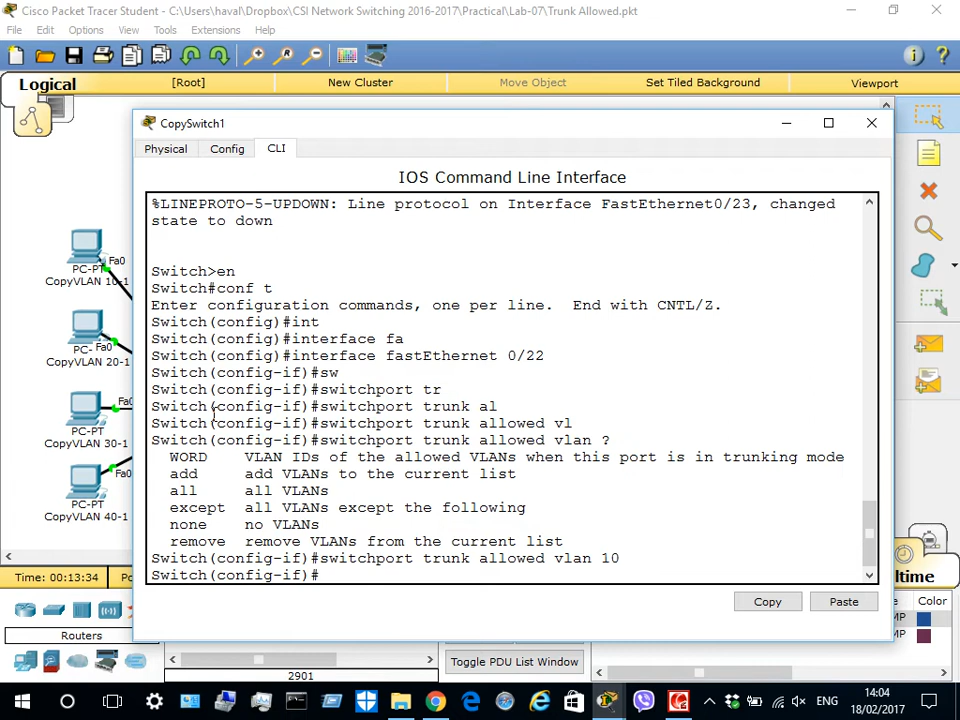 Cisco Packet Tracer Student - C:\Users\haval\Dropbox\CSI Network Switching 2016-2017\Practical\Lab-07\Trunk Allowed.pkt
File Edit Options View Tools Extensions Help
Logical [Root] New Cluster Move Object Set Tiled Background Viewport
CopySwitch1
Physical Config CLI
IOS Command Line Interface
%LINEPROTO-5-UPDOWN: Line protocol on Interface FastEthernet0/23, changed
state to down
Switch>en
Switch#conf t
Enter configuration commands, one per line. End with CNTL/Z.
Switch(config)#int
Switch(config)#interface fa
Switch(config)#interface fastEthernet 0/22
Switch(config-if)#sw
Switch(config-if)#switchport tr
Switch(config-if)#switchport trunk al
Switch(config-if)#switchport trunk allowed vl
Switch(config-if)#switchport trunk allowed vlan ?
WORD VLAN IDs of the allowed VLANs when this port is in trunking mode
add add VLANs to the current list
all all VLANs
except all VLANs except the following
none no VLANs
remove remove VLANs from the current list
Switch(config-if)#switchport trunk allowed vlan 10
Switch(config-if)#
Copy Paste
Fa0
PC-PT
CopyVLAN 10-1
PC-
CopyVLAN 20-1
Fa0
PC-PT
CopyVLAN 30-1
PC-PT
CopyVLAN 40-1
Time: 00:13:34
ltime
Routers
2901
Toggle PDU List Window
Color
MP
MP
ENG
14:04
18/02/2017